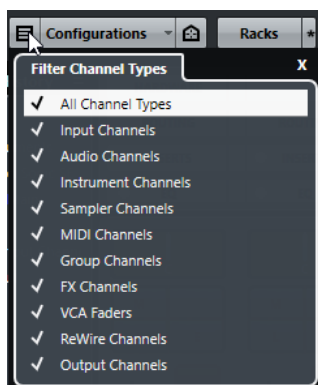 Configurations Racks *
Filter Channel Types X
✓ All Channel Types
✓ Input Channels
✓ Audio Channels
✓ Instrument Channels
✓ Sampler Channels
✓ MIDI Channels
✓ Group Channels
✓ FX Channels
✓ VCA Faders
✓ ReWire Channels
✓ Output Channels